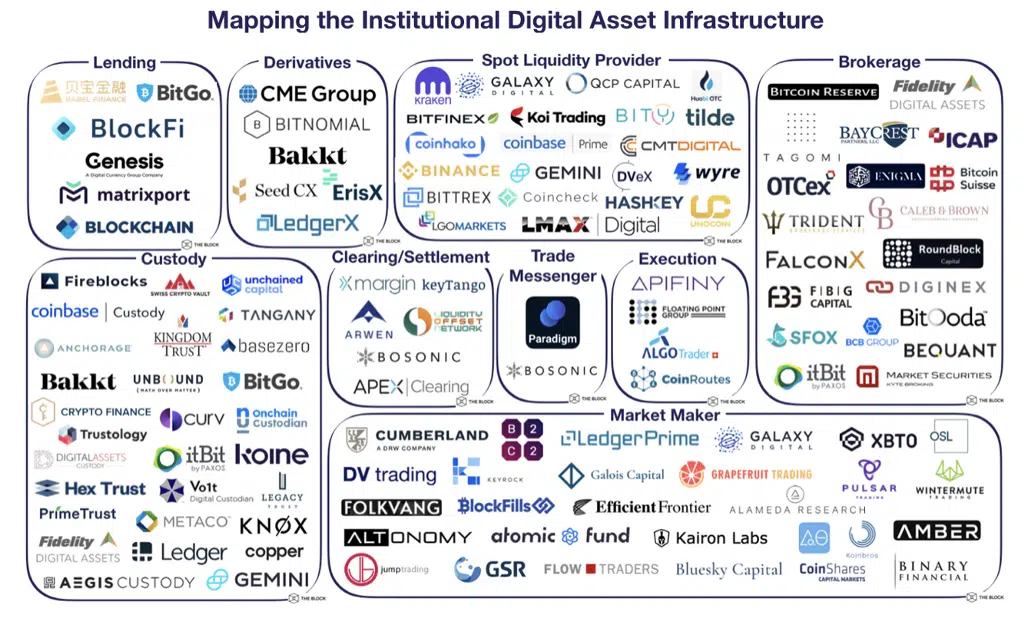 Mapping the Institutional Digital Asset Infrastructure
Lending
贝宝金融
BABEL FINANCE
BitGo
BlockFi
Genesis
A Digital Currency Group Company
matrixport
BLOCKCHAIN
THE BLOCK
Derivatives
CME Group
BITNOMIAL
Bakkt
Seed CX
ErisX
LedgerX
THE BLOCK
Spot Liquidity Provider
kraken
GALAXY
DIGITAL
QCP CAPITAL
Huobi OTC
BITFINEX
Koi Trading
BITY
tilde
coinhako
coinbase | Prime
CMTDIGITAL
BINANCE
GEMINI
DVeX
wyre
BITTREX
Coincheck
HASHKEY
UC
UNOCOIN
LGOMARKETS
LMAX | Digital
THE BLOCK
Brokerage
BITCOIN RESERVE
Fidelity
DIGITAL ASSETS
TAGOMI
BAYCREST
PARTNERS, LLC
ICAP
OTCex
ENIGMA
Bitcoin
Suisse
TRIDENT
CB
CALEB & BROWN
FALCONX
RoundBlock
Capital
FIBIG
CAPITAL
DIGINEX
SFOX
BCB GROUP
BitOoda
BEQUANT
itBit
by PAXOS
MARKET SECURITIES
KYTE BROKING
THE BLOCK
Custody
Fireblocks
SWISS CRYPTO VAULT
unchained
capital
coinbase | Custody
KINGDOM
TRUST
TANGANY
ANCHORAGE
basezero
Bakkt
UNBOUND
(MATH OVER MATTER)
BitGo
CRYPTO FINANCE
curv
Onchain
Custodian
Trustology
DIGITALASSETS
CUSTODY
itBit
by PAXOS
koine
Hex Trust
Vo1t
Digital Custodian
LEGACY
TRUST
PrimeTrust
METACO
KNØX
Fidelity
DIGITAL ASSETS
Ledger
copper
AEGIS CUSTODY
GEMINI
THE BLOCK
Clearing/Settlement
Xmargin
keyTango
ARWEN
LIQUIDITY
OFFSET
NETWORK
BOSONIC
APEX | Clearing
THE BLOCK
Trade
Messenger
Paradigm
BOSONIC
THE BLOCK
Execution
APIFINY
FLOATING POINT
GROUP
ALGOTrader
CoinRoutes
THE BLOCK
Market Maker
CUMBERLAND
A DRW COMPANY
B2
C2
LedgerPrime
GALAXY
DIGITAL
XBTO
OSL
DV trading
KEYROCK
Galois Capital
GRAPEFRUIT TRADING
PULSAR
TRADING
WINTERMUTE
TRADING
FOLKVANG
BlockFills
Efficient Frontier
ALAMEDA RESEARCH
ALTONOMY
atomic fund
Kairon Labs
Koinbros
AMBER
jumptrading
GSR
FLOW TRADERS
Bluesky Capital
CoinShares
CAPITAL MARKETS
BINARY
FINANCIAL
THE BLOCK